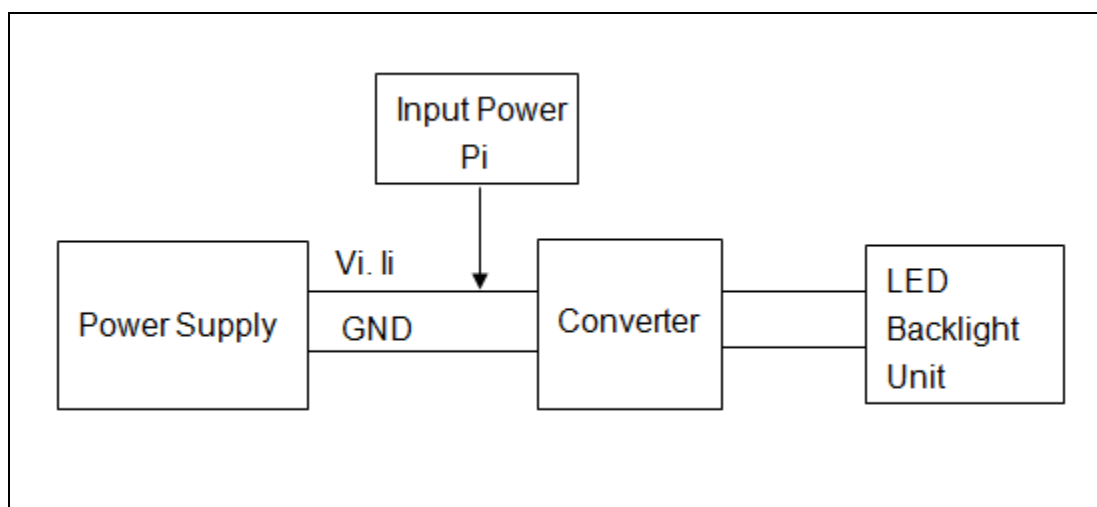 Input Power
Pi
Vi. Ii
Power Supply
GND
Converter
LED
Backlight
Unit